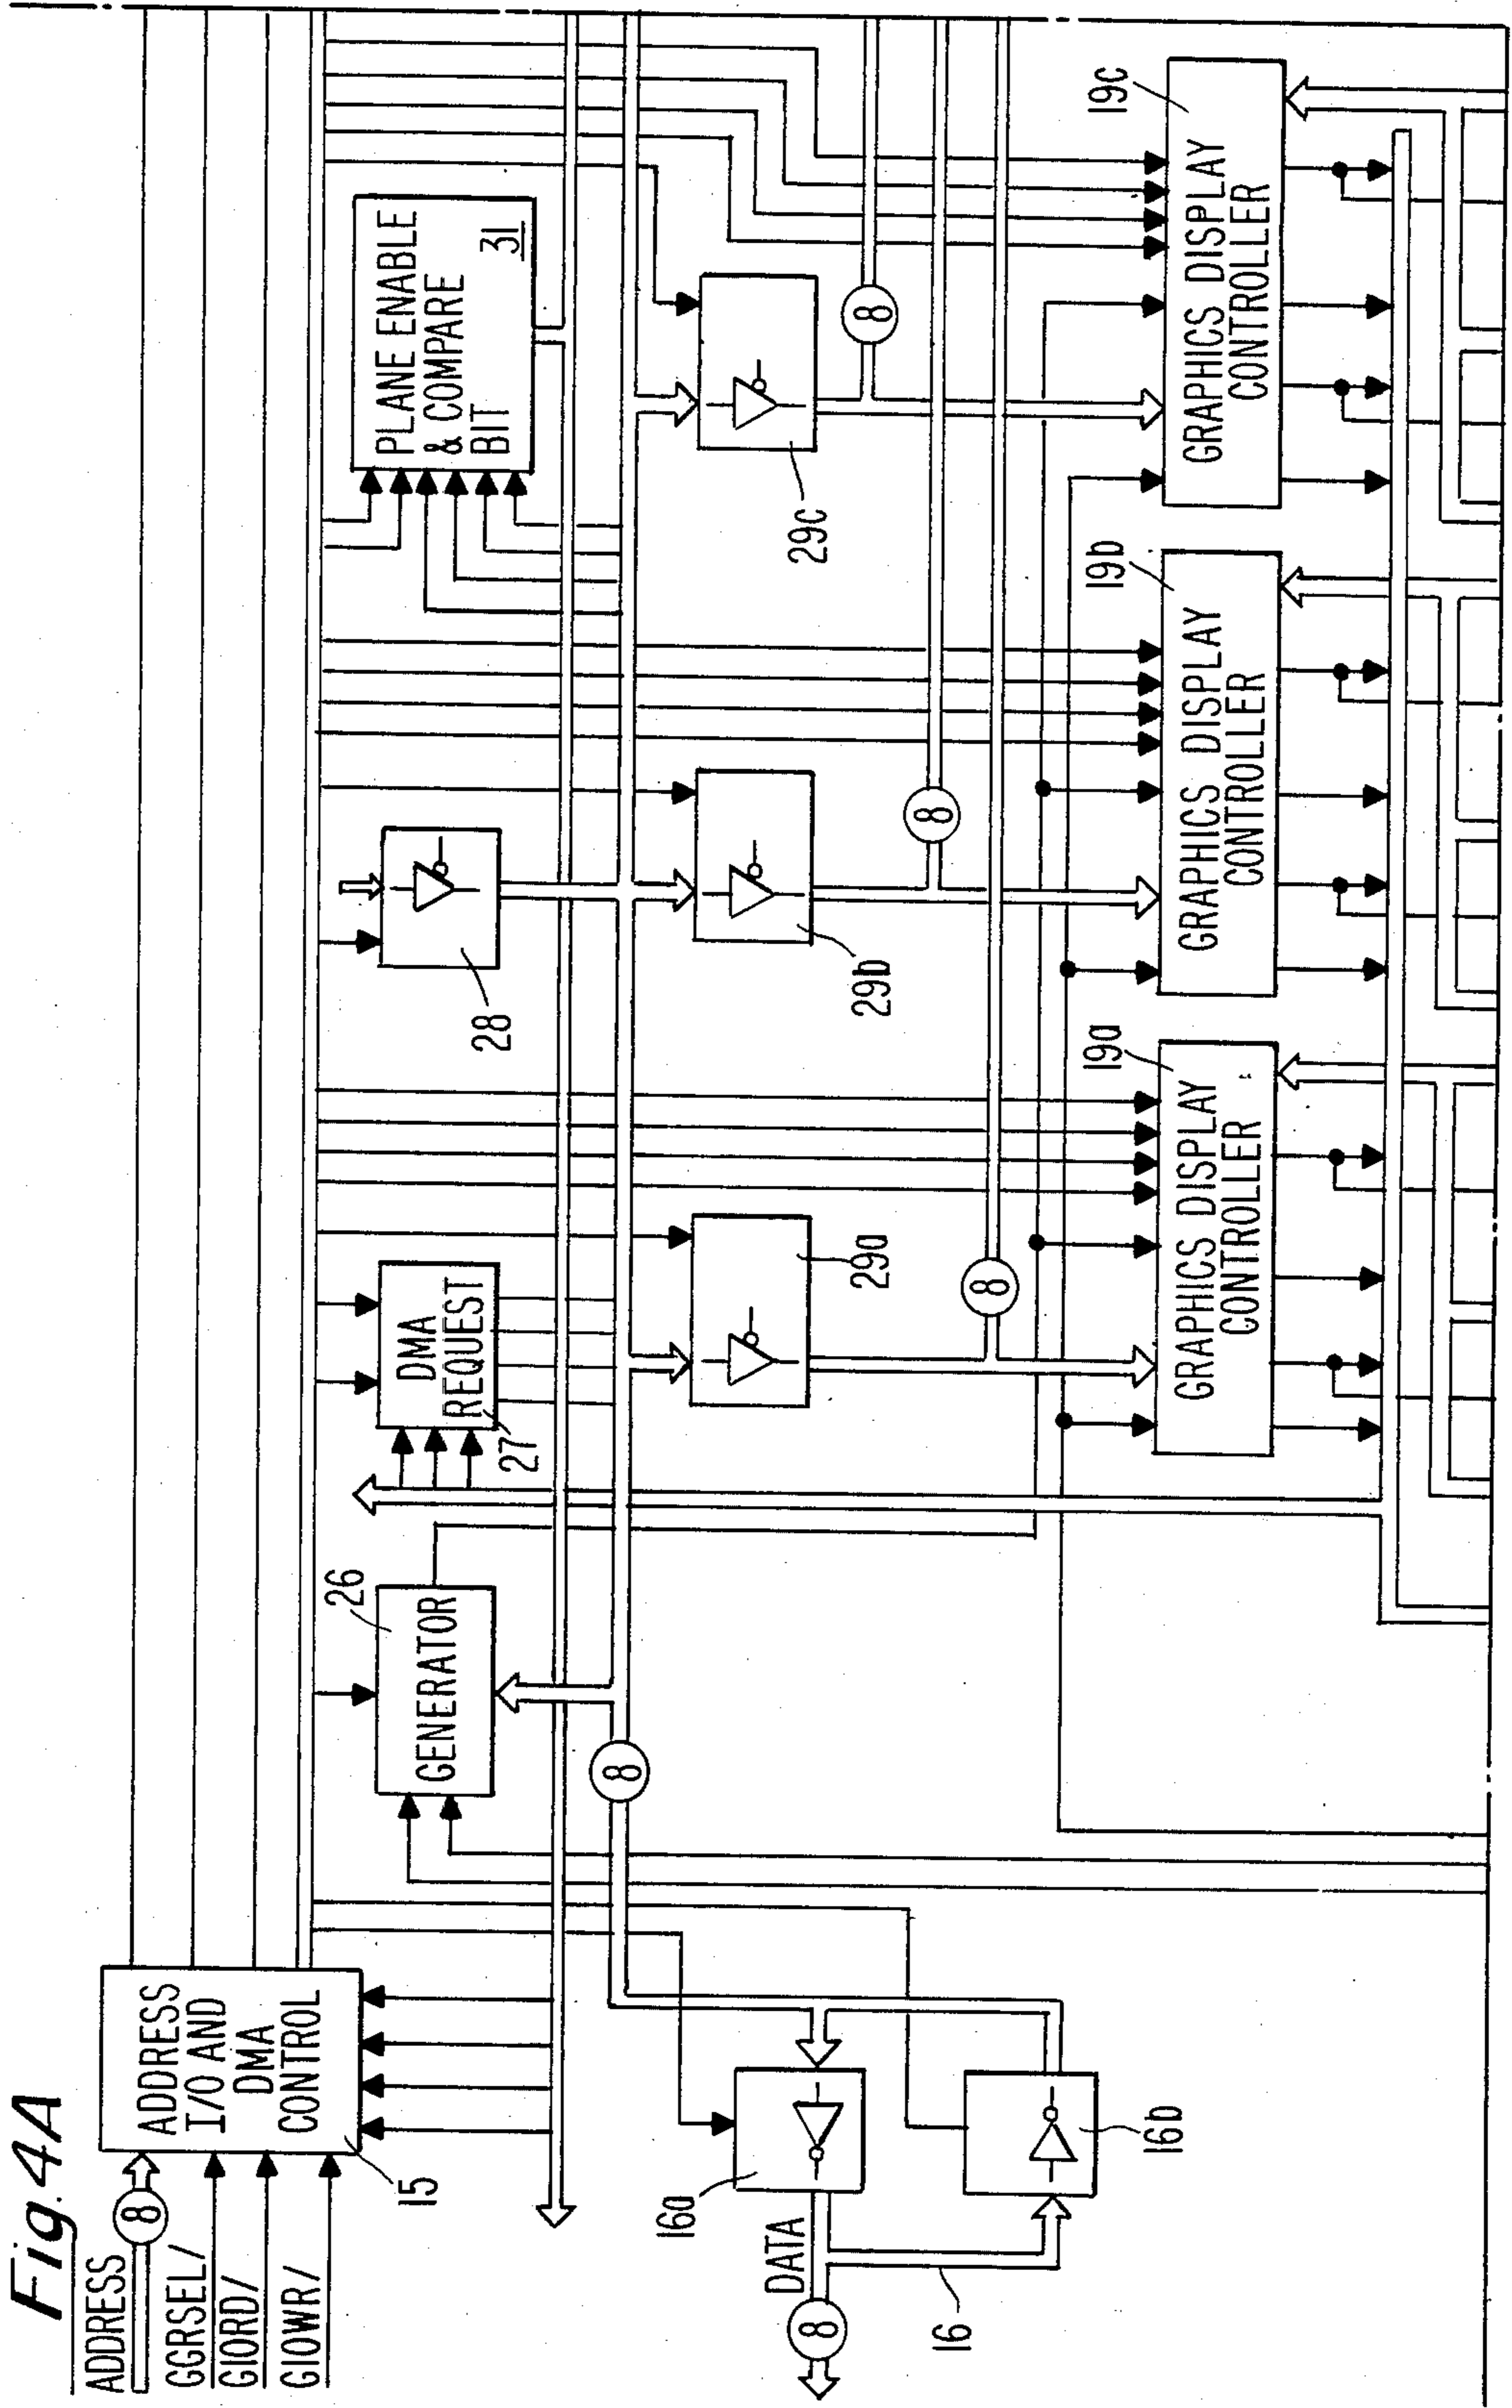 Fig. 4A
ADDRESS
8
GGRSEL/
GIORD/
GIOWR/
ADDRESS
I/O AND
DMA
CONTROL
15
GENERATOR
26
DMA
REQUEST
27
28
PLANE ENABLE
& COMPARE
BIT
31
8
DATA
8
16
16a
16b
29a
29b
29c
8
8
8
GRAPHICS DISPLAY
CONTROLLER
19a
GRAPHICS DISPLAY
CONTROLLER
19b
GRAPHICS DISPLAY
CONTROLLER
19c